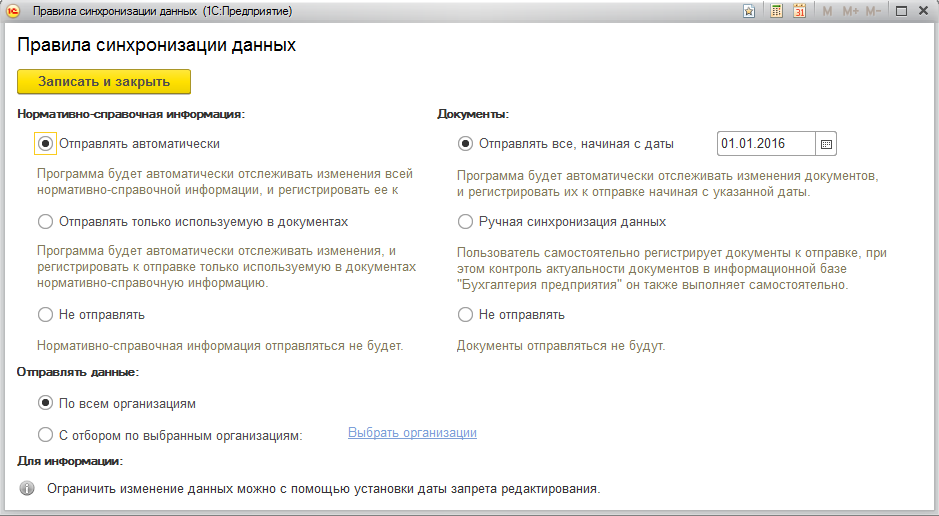 Правила синхронизации данных (1С:Предприятие)
M M+ M-
Правила синхронизации данных
Записать и закрыть
Нормативно-справочная информация:
Отправлять автоматически
Программа будет автоматически отслеживать изменения всей
нормативно-справочной информации, и регистрировать ее к
Отправлять только используемую в документах
Программа будет автоматически отслеживать изменения, и
регистрировать к отправке только используемую в документах
нормативно-справочную информацию.
Не отправлять
Нормативно-справочная информация отправляться не будет.
Документы:
Отправлять все, начиная с даты 01.01.2016
Программа будет автоматически отслеживать изменения документов,
и регистрировать их к отправке начиная с указанной даты.
Ручная синхронизация данных
Пользователь самостоятельно регистрирует документы к отправке, при
этом контроль актуальности документов в информационной базе
"Бухгалтерия предприятия" он также выполняет самостоятельно.
Не отправлять
Документы отправляться не будут.
Отправлять данные:
По всем организациям
С отбором по выбранным организациям: Выбрать организации
Для информации:
Ограничить изменение данных можно с помощью установки даты запрета редактирования.